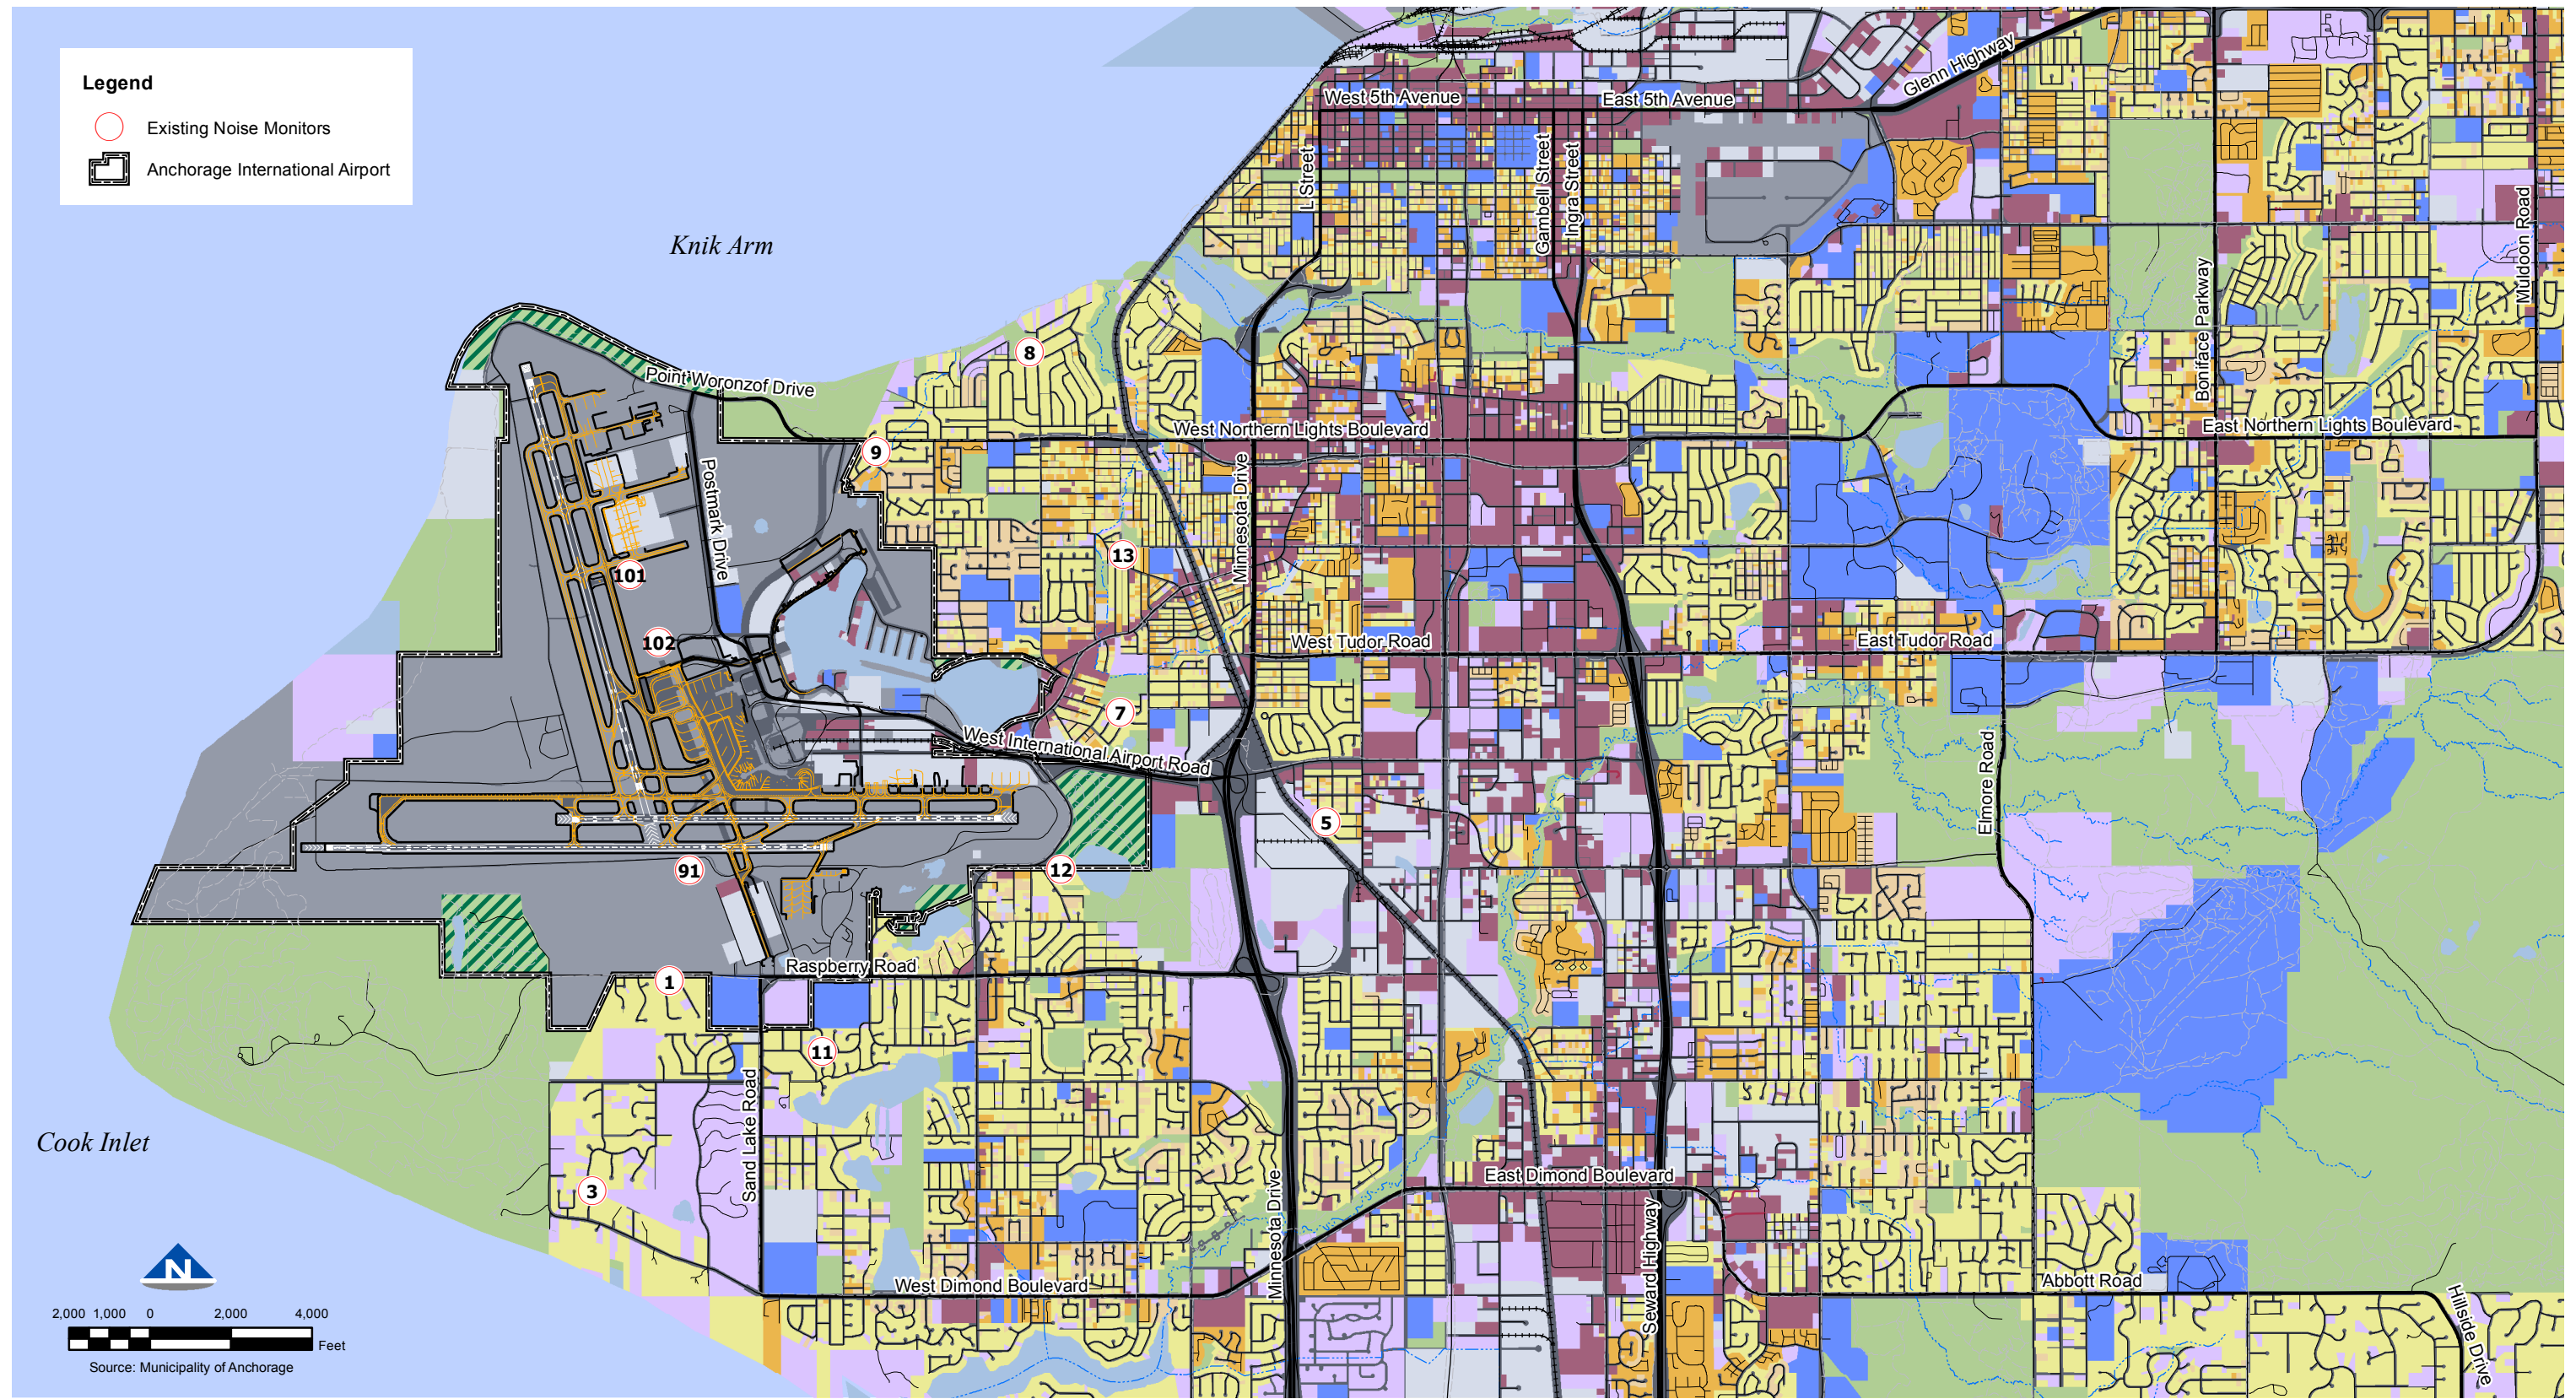 Legend
Existing Noise Monitors
Anchorage International Airport
Glenn Highway
West 5th Avenue
East 5th Avenue
L Street
Gambell Street
Ingra Street
Muldoon Road
Knik Arm
Boniface Parkway
8
Point Woronzof Drive
West Northern Lights Boulevard
East Northern Lights Boulevard
9
Postmark Drive
Minnesota Drive
13
101
102
West Tudor Road
East Tudor Road
7
West International Airport Road
Elmore Road
5
91
12
Raspberry Road
1
11
Sand Lake Road
Cook Inlet
3
East Dimond Boulevard
Minnesota Drive
Seward Highway
West Dimond Boulevard
Abbott Road
Hillside Drive
N
2,000 1,000 0 2,000 4,000
Feet
Source: Municipality of Anchorage